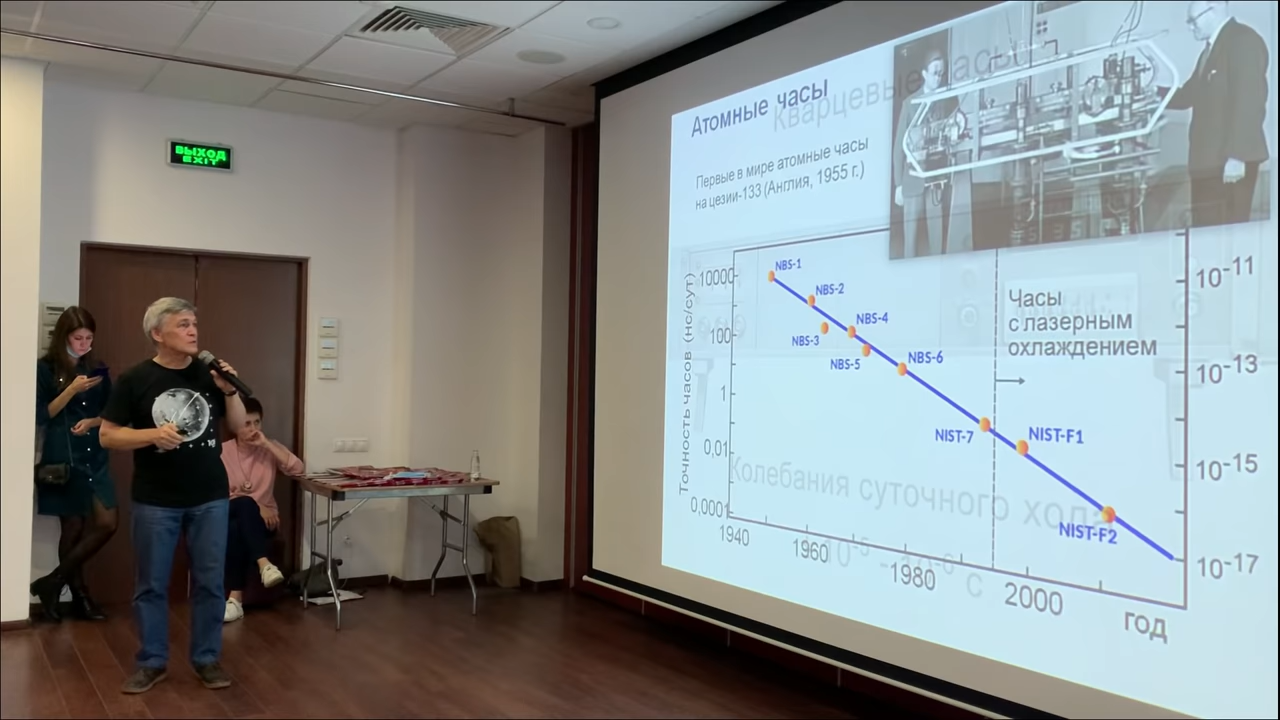 ВЫХОД
EXIT
Атомные часы
Кварцевые часы
Первые в мире атомные часы
на цезии-133 (Англия, 1955 г.)
Точность часов (нс/сут)
10000
100
1
0,01
0,0001
NBS-1
NBS-2
NBS-3
NBS-4
NBS-5
NBS-6
NIST-7
NIST-F1
NIST-F2
Часы
с лазерным
охлаждением
10⁻¹¹
10⁻¹³
10⁻¹⁵
10⁻¹⁷
Колебания суточного хода
1940
1960
1980
2000
год